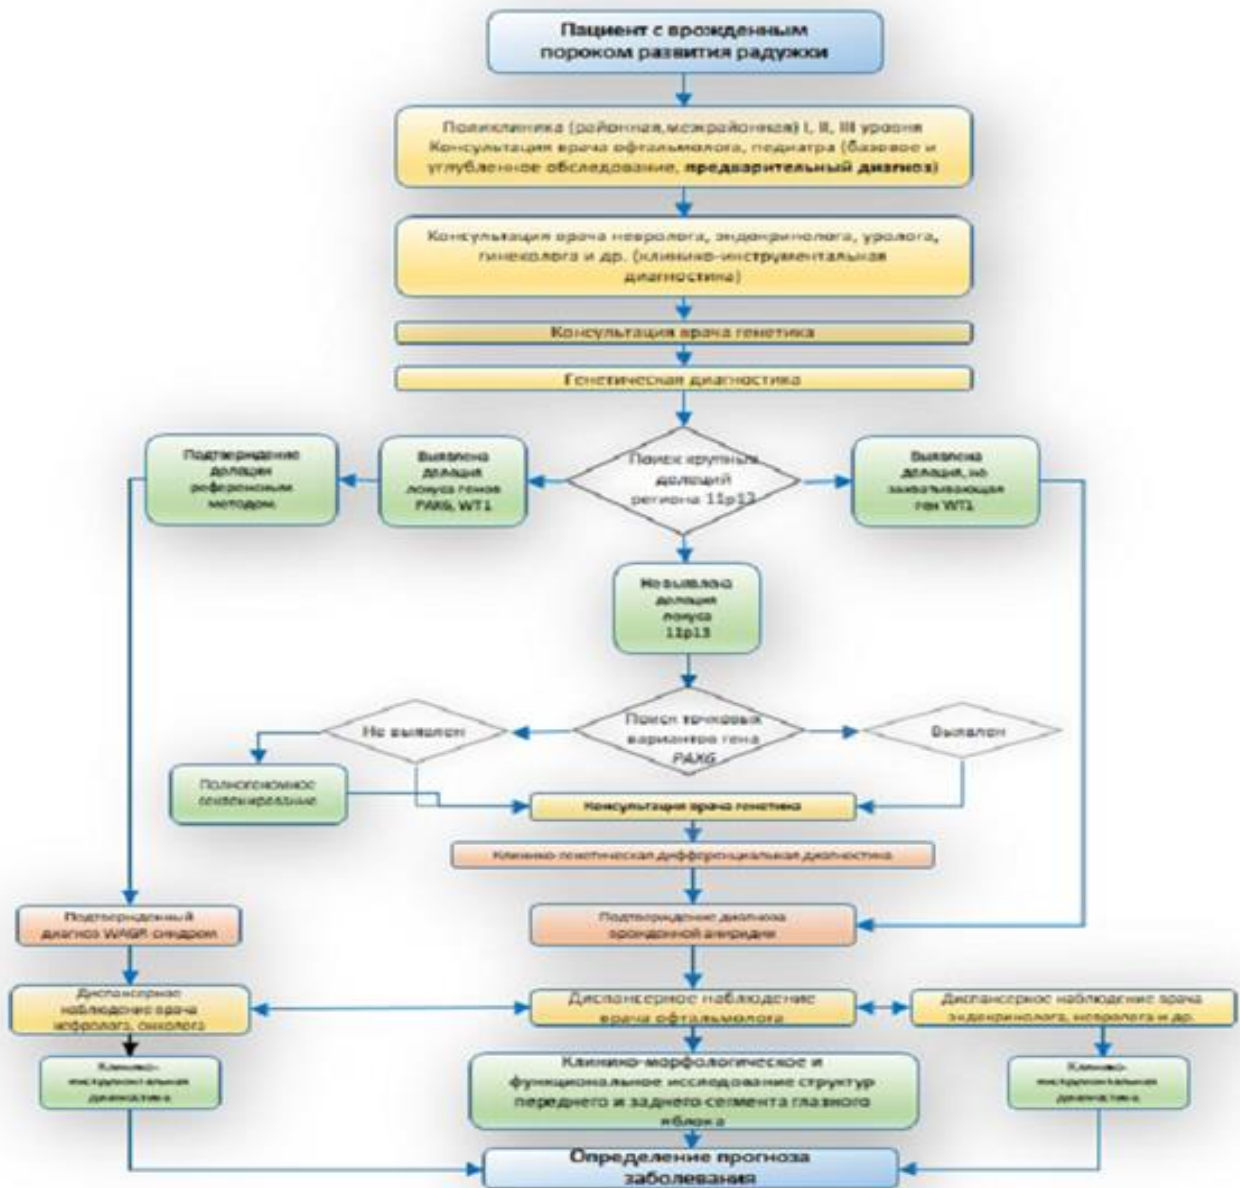 Пациент с врожденным
пороком развития радужки
Поликлиника (районная,межрайонная) I, II, III уровня
Консультация врача офтальмолога, педиатра (базовое и
углубленное обследование, предварительный диагноз)
Консультация врача невролога, эндокринолога, уролога,
гинеколога и др. (клинико-инструментальная
диагностика)
Консультация врача генетика
Генетическая диагностика
Подтверждение
делеции
референсным
методом
Выявлена
делеция
локуса генов
PAX6, WT1
Поиск крупных
делеций
региона 11p13
Выявлена
делеция, не
захватывающая
ген WT1
Не выявлена
делеция
локуса
11p13
Не выявлен
Поиск точковых
вариантов гена
PAX6
Выявлен
Полногеномное
секвенирование
Консультация врача генетика
Клинико-генетическая дифференциальная диагностика
Подтвержденный
диагноз WAGR-синдром
Подтверждение диагноза
врожденной аниридии
Диспансерное
наблюдение врача
нефролога, онколога
Диспансерное наблюдение
врача офтальмолога
Диспансерное наблюдение врача
эндокринолога, невролога и др.
Клинико-
инструментальная
диагностика
Клинико-морфологическое и
функциональное исследование структур
переднего и заднего сегмента глазного
яблока
Клинико-
инструментальная
диагностика
Определение прогноза
заболевания